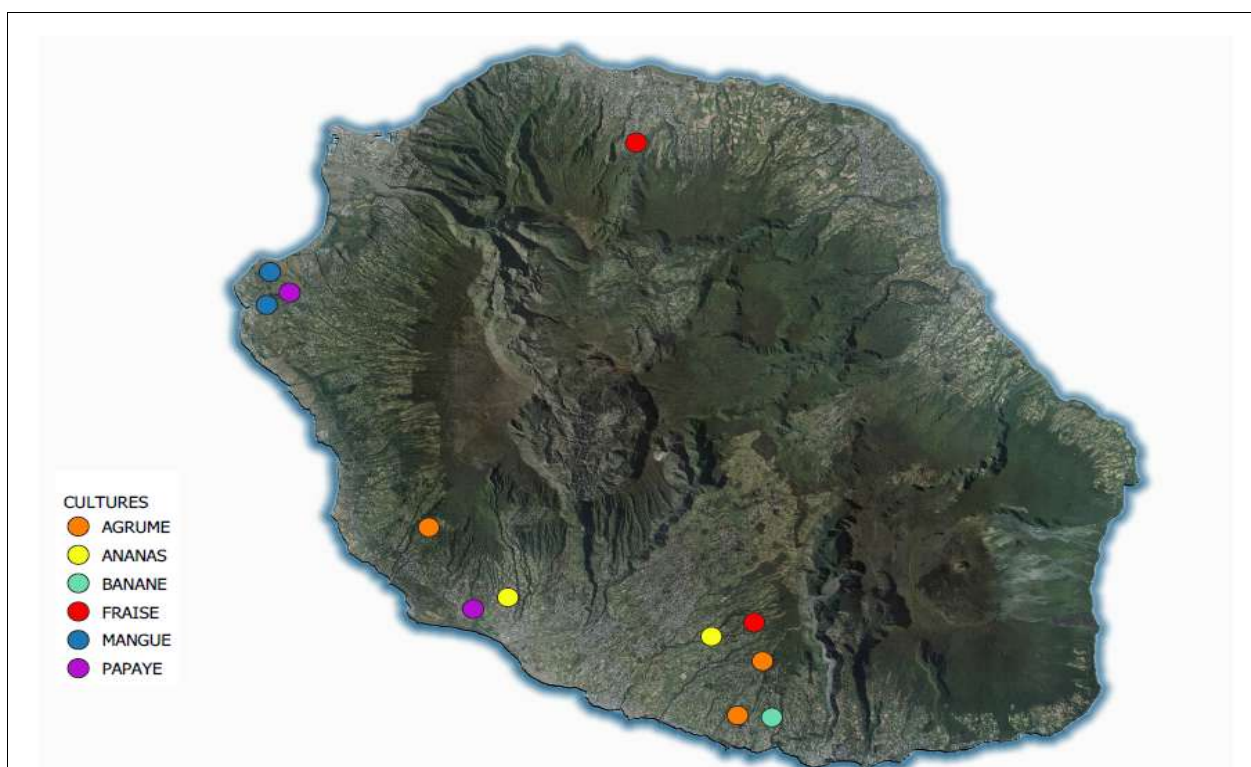 CULTURES
AGRUME
ANANAS
BANANE
FRAISE
MANGUE
PAPAYE